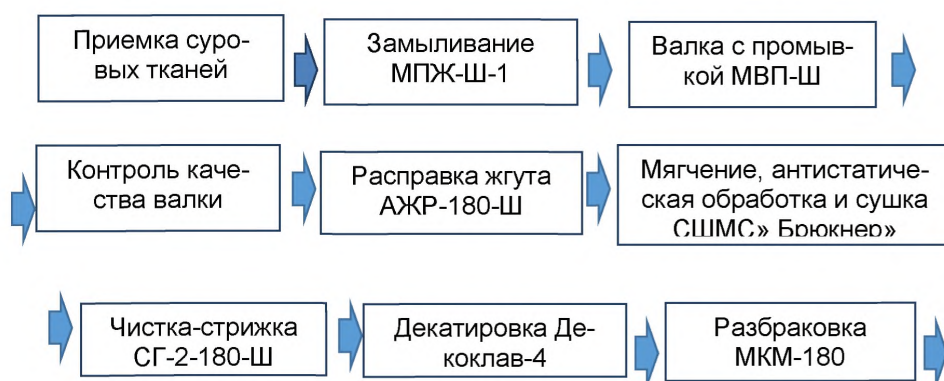 Приемка суро-
вых тканей
Замыливание
МПЖ-Ш-1
Валка с промыв-
кой МВП-Ш
Контроль каче-
ства валки
Расправка жгута
АЖР-180-Ш
Мягчение, антистатиче-
ская обработка и сушка
СШМС» Брюкнер»
Чистка-стрижка
СГ-2-180-Ш
Декатировка Де-
коклав-4
Разбраковка
МКМ-180